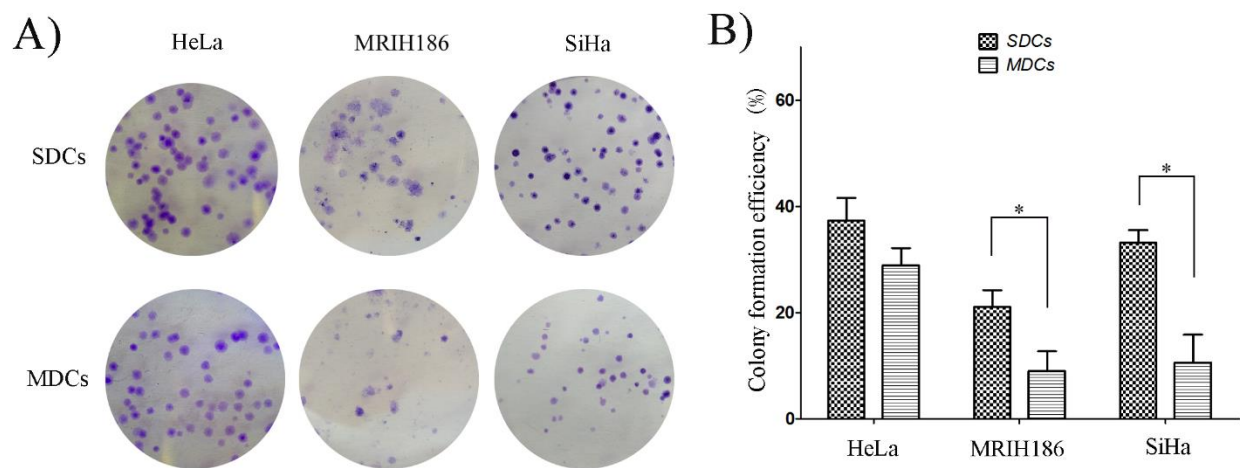 A)
HeLa MRIH186 SiHa
SDCs
MDCs
B)
SDCs
MDCs
Colony formation efficiency (%)
60
40
20
0
*
*
HeLa MRIH186 SiHa